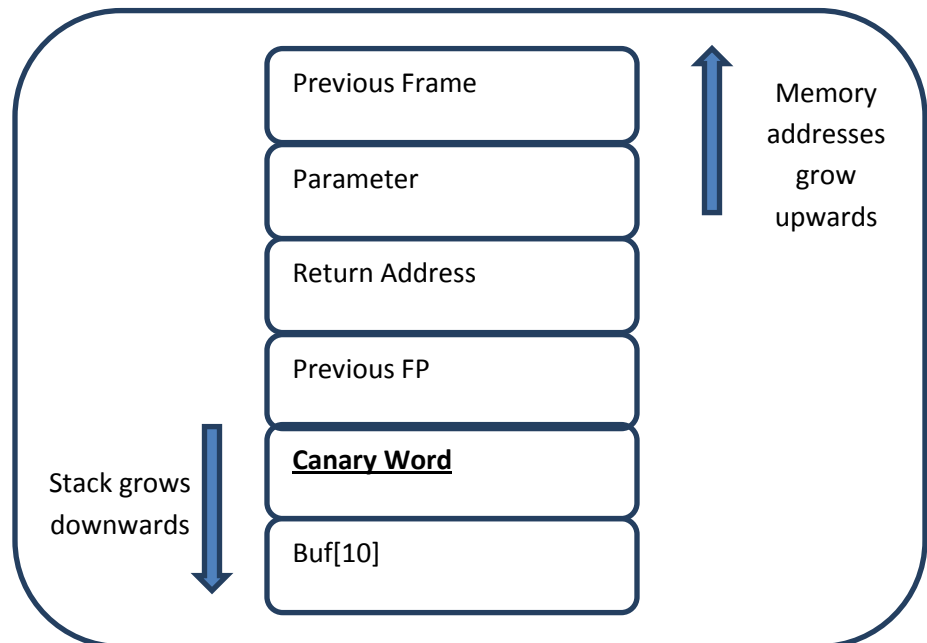 Previous Frame
Parameter
Return Address
Previous FP
Canary Word
Buf[10]
Memory
addresses
grow
upwards
Stack grows
downwards